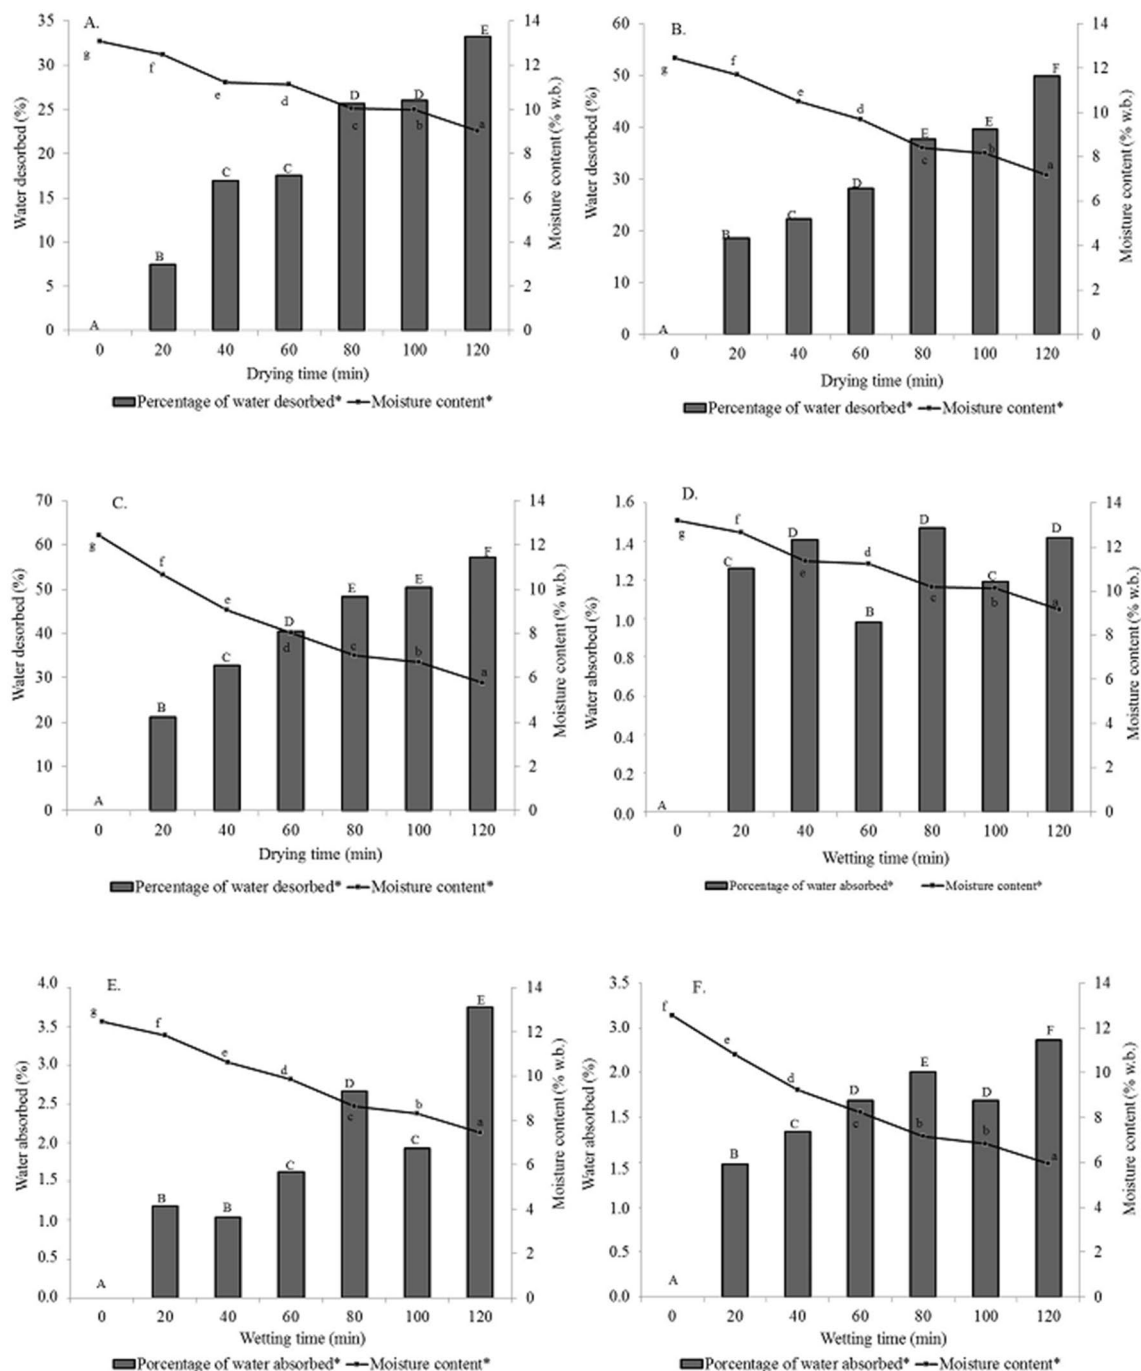 A.
Water desorbed (%)
35
30
25
20
15
10
5
0
Moisture content (% w.b.)
14
12
10
8
6
4
2
0
g f e d c b a
A B C C D D E
0 20 40 60 80 100 120
Drying time (min)
Percentage of water desorbed* Moisture content*
B.
Water desorbed (%)
60
50
40
30
20
10
0
Moisture content (% w.b.)
14
12
10
8
6
4
2
0
g f e d c b a
A B C D E E F
0 20 40 60 80 100 120
Drying time (min)
Percentage of water desorbed* Moisture content*
C.
Water desorbed (%)
70
60
50
40
30
20
10
0
Moisture content (% w.b.)
14
12
10
8
6
4
2
0
g f e d c b a
A B C D E E F
0 20 40 60 80 100 120
Drying time (min)
Percentage of water desorbed* Moisture content*
D.
Water absorbed (%)
1.6
1.4
1.2
1.0
0.8
0.6
0.4
0.2
0.0
Moisture content (% w.b.)
14
12
10
8
6
4
2
0
g f e d c b a
A C D B D C D
0 20 40 60 80 100 120
Wetting time (min)
Porcentage of water absorbed* Moisture content*
E.
Water absorbed (%)
4.0
3.5
3.0
2.5
2.0
1.5
1.0
0.5
0.0
Moisture content (% w.b.)
14
12
10
8
6
4
2
0
g f e d c b a
A B B C D C E
0 20 40 60 80 100 120
Wetting time (min)
Porcentage of water absorbed* Moisture content*
F.
Water absorbed (%)
3.5
3.0
2.0
1.5
1.5
0.5
0.0
Moisture content (% w.b.)
14
12
10
8
6
4
2
0
f e d c b b a
A B C D E D F
0 20 40 60 80 100 120
Wetting time (min)
Porcentage of water absorbed* Moisture content*